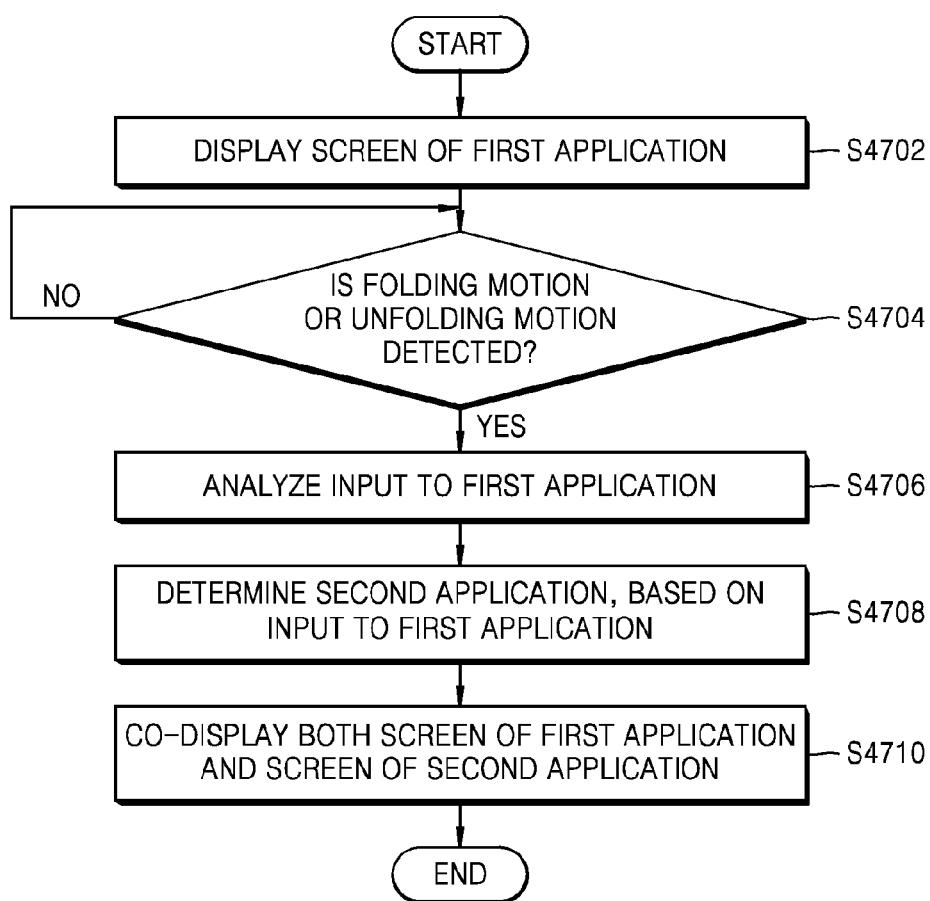 START
DISPLAY SCREEN OF FIRST APPLICATION
S4702
IS FOLDING MOTION
OR UNFOLDING MOTION
DETECTED?
S4704
NO
YES
ANALYZE INPUT TO FIRST APPLICATION
S4706
DETERMINE SECOND APPLICATION, BASED ON
INPUT TO FIRST APPLICATION
S4708
CO-DISPLAY BOTH SCREEN OF FIRST APPLICATION
AND SCREEN OF SECOND APPLICATION
S4710
END